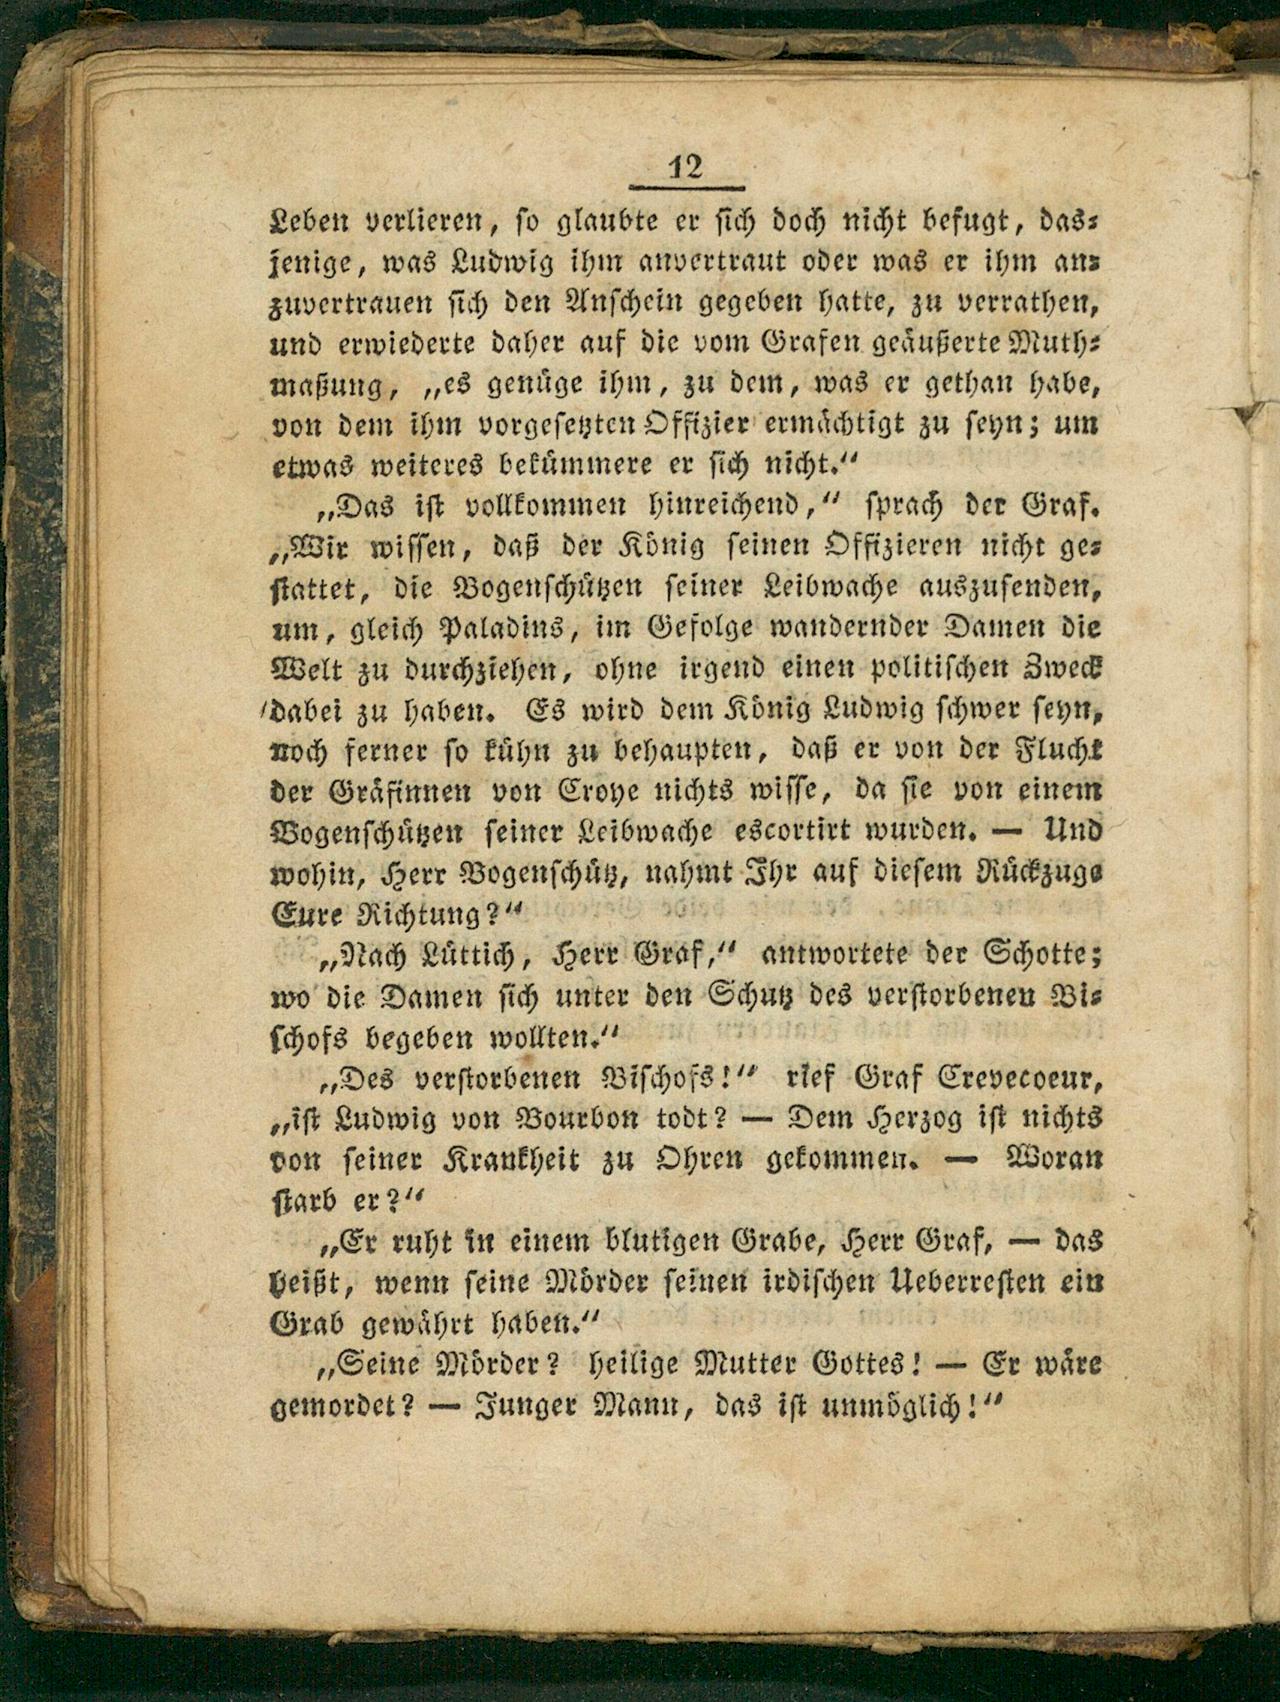 12
Leben verlieren, so glaubte er sich doch nicht befugt, das-
jenige, was Ludwig ihm anvertraut oder was er ihm an-
zuvertrauen sich den Anschein gegeben hatte, zu verrathen,
und erwiederte daher auf die vom Grafen geäußerte Muth-
maßung, „es genüge ihm, zu dem, was er gethan habe,
von dem ihm vorgesetzten Offizier ermächtigt zu seyn; um
etwas weiteres bekümmere er sich nicht.“
„Das ist vollkommen hinreichend,“ sprach der Graf.
„Wir wissen, daß der König seinen Offizieren nicht ge-
stattet, die Bogenschützen seiner Leibwache auszusenden,
um, gleich Paladins, im Gefolge wandernder Damen die
Welt zu durchziehen, ohne irgend einen politischen Zweck
dabei zu haben. Es wird dem König Ludwig schwer seyn,
noch ferner so kühn zu behaupten, daß er von der Flucht
der Gräfinnen von Croye nichts wisse, da sie von einem
Bogenschützen seiner Leibwache escortirt wurden. — Und
wohin, Herr Bogenschütz, nahmt Ihr auf diesem Rückzuge
Eure Richtung?“
„Nach Lüttich, Herr Graf,“ antwortete der Schotte;
wo die Damen sich unter den Schutz des verstorbenen Bi-
schofs begeben wollten.“
„Des verstorbenen Bischofs!“ rief Graf Crevecoeur,
„ist Ludwig von Bourbon todt? — Dem Herzog ist nichts
von seiner Krankheit zu Ohren gekommen. — Woran
starb er?“
„Er ruht in einem blutigen Grabe, Herr Graf, — das
heißt, wenn seine Mörder seinen irdischen Ueberresten ein
Grab gewährt haben.“
„Seine Mörder? heilige Mutter Gottes! — Er wäre
gemordet? — Junger Mann, das ist unmöglich!“